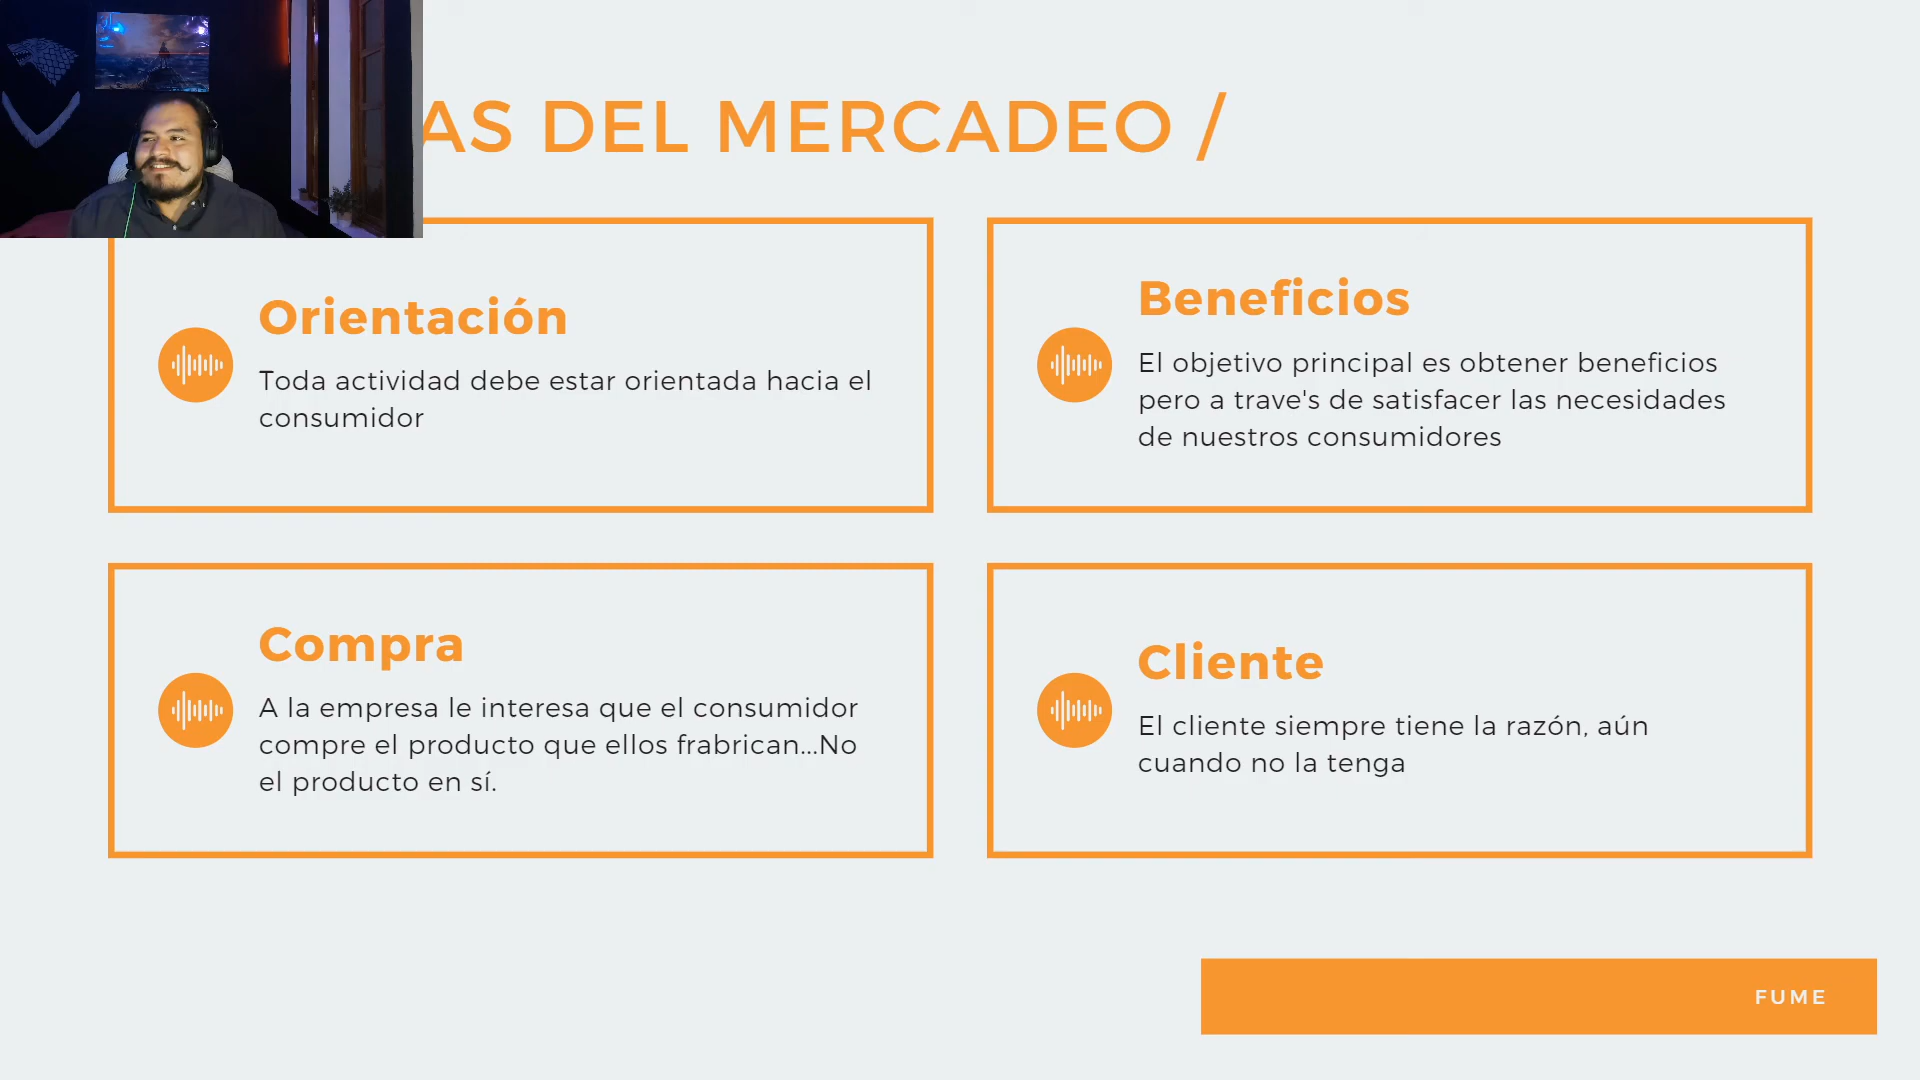 AS DEL MERCADEO /
Orientación
Toda actividad debe estar orientada hacia el
consumidor
Beneficios
El objetivo principal es obtener beneficios
pero a trave's de satisfacer las necesidades
de nuestros consumidores
Compra
A la empresa le interesa que el consumidor
compre el producto que ellos frabrican...No
el producto en sí.
Cliente
El cliente siempre tiene la razón, aún
cuando no la tenga
FUME